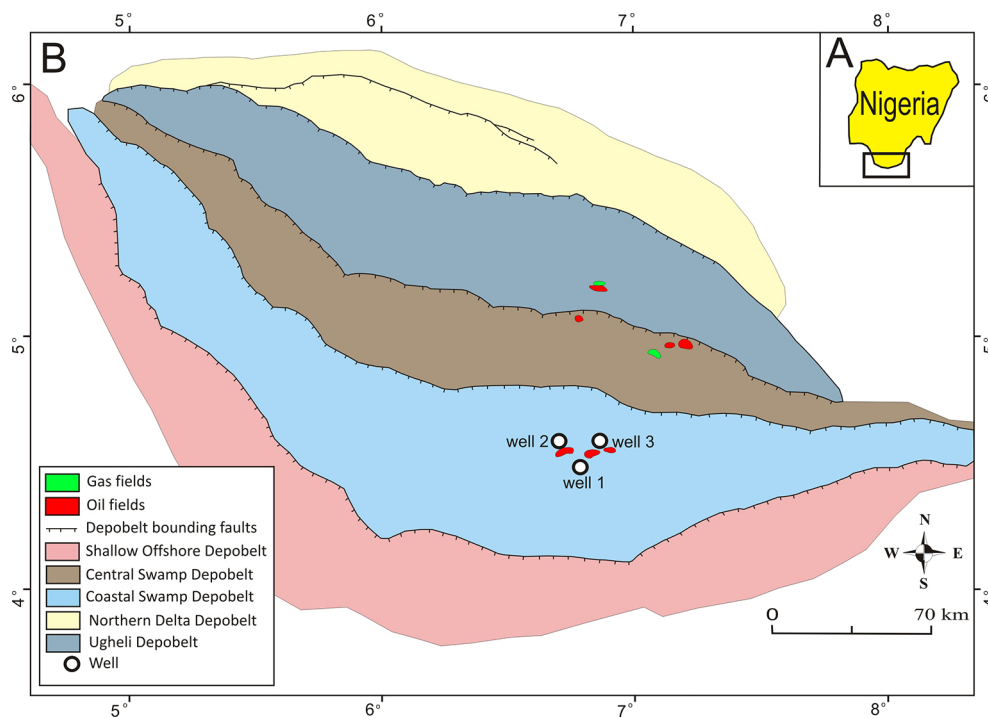 5°
6°
7°
8°
B
A
Nigeria
6°
6°
5°
5°
4°
4°
well 2
well 3
well 1
Gas fields
Oil fields
Depobelt bounding faults
Shallow Offshore Depobelt
Central Swamp Depobelt
Coastal Swamp Depobelt
Northern Delta Depobelt
Ugheli Depobelt
Well
N
W
E
S
0
70 km
5°
6°
7°
8°